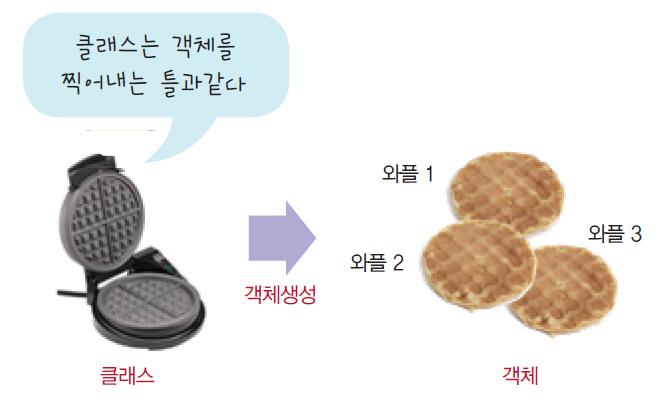 클래스는 객체를
찍어내는 틀과같다
와플 1
와플 2
와플 3
객체생성
클래스
객체